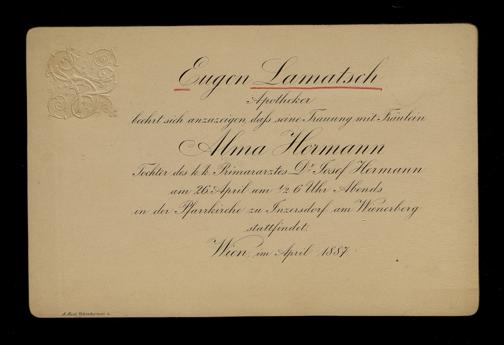 Eugen Lamatsch
Apotheker
beehrt sich anzuzeigen, daß seine Trauung mit Fräulein
Alma Hermann
Tochter des k.k. Primararztes Dr. Josef Hermann
am 26 April um ½ 6 Uhr Abends
in der Pfarrkirche zu Inzersdorf am Wienerberg
stattfindet.
Wien, im April 1887